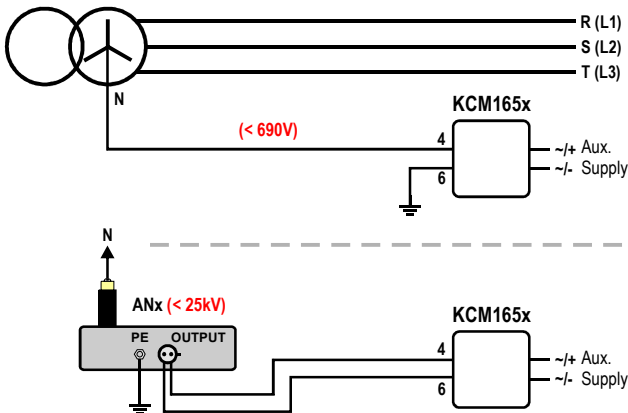 R (L1)
S (L2)
T (L3)
N
KCM165x
(< 690V)
4
~/+ Aux.
6
~/- Supply
N
ANx (< 25kV)
KCM165x
PE OUTPUT
4
~/+ Aux.
6
~/- Supply